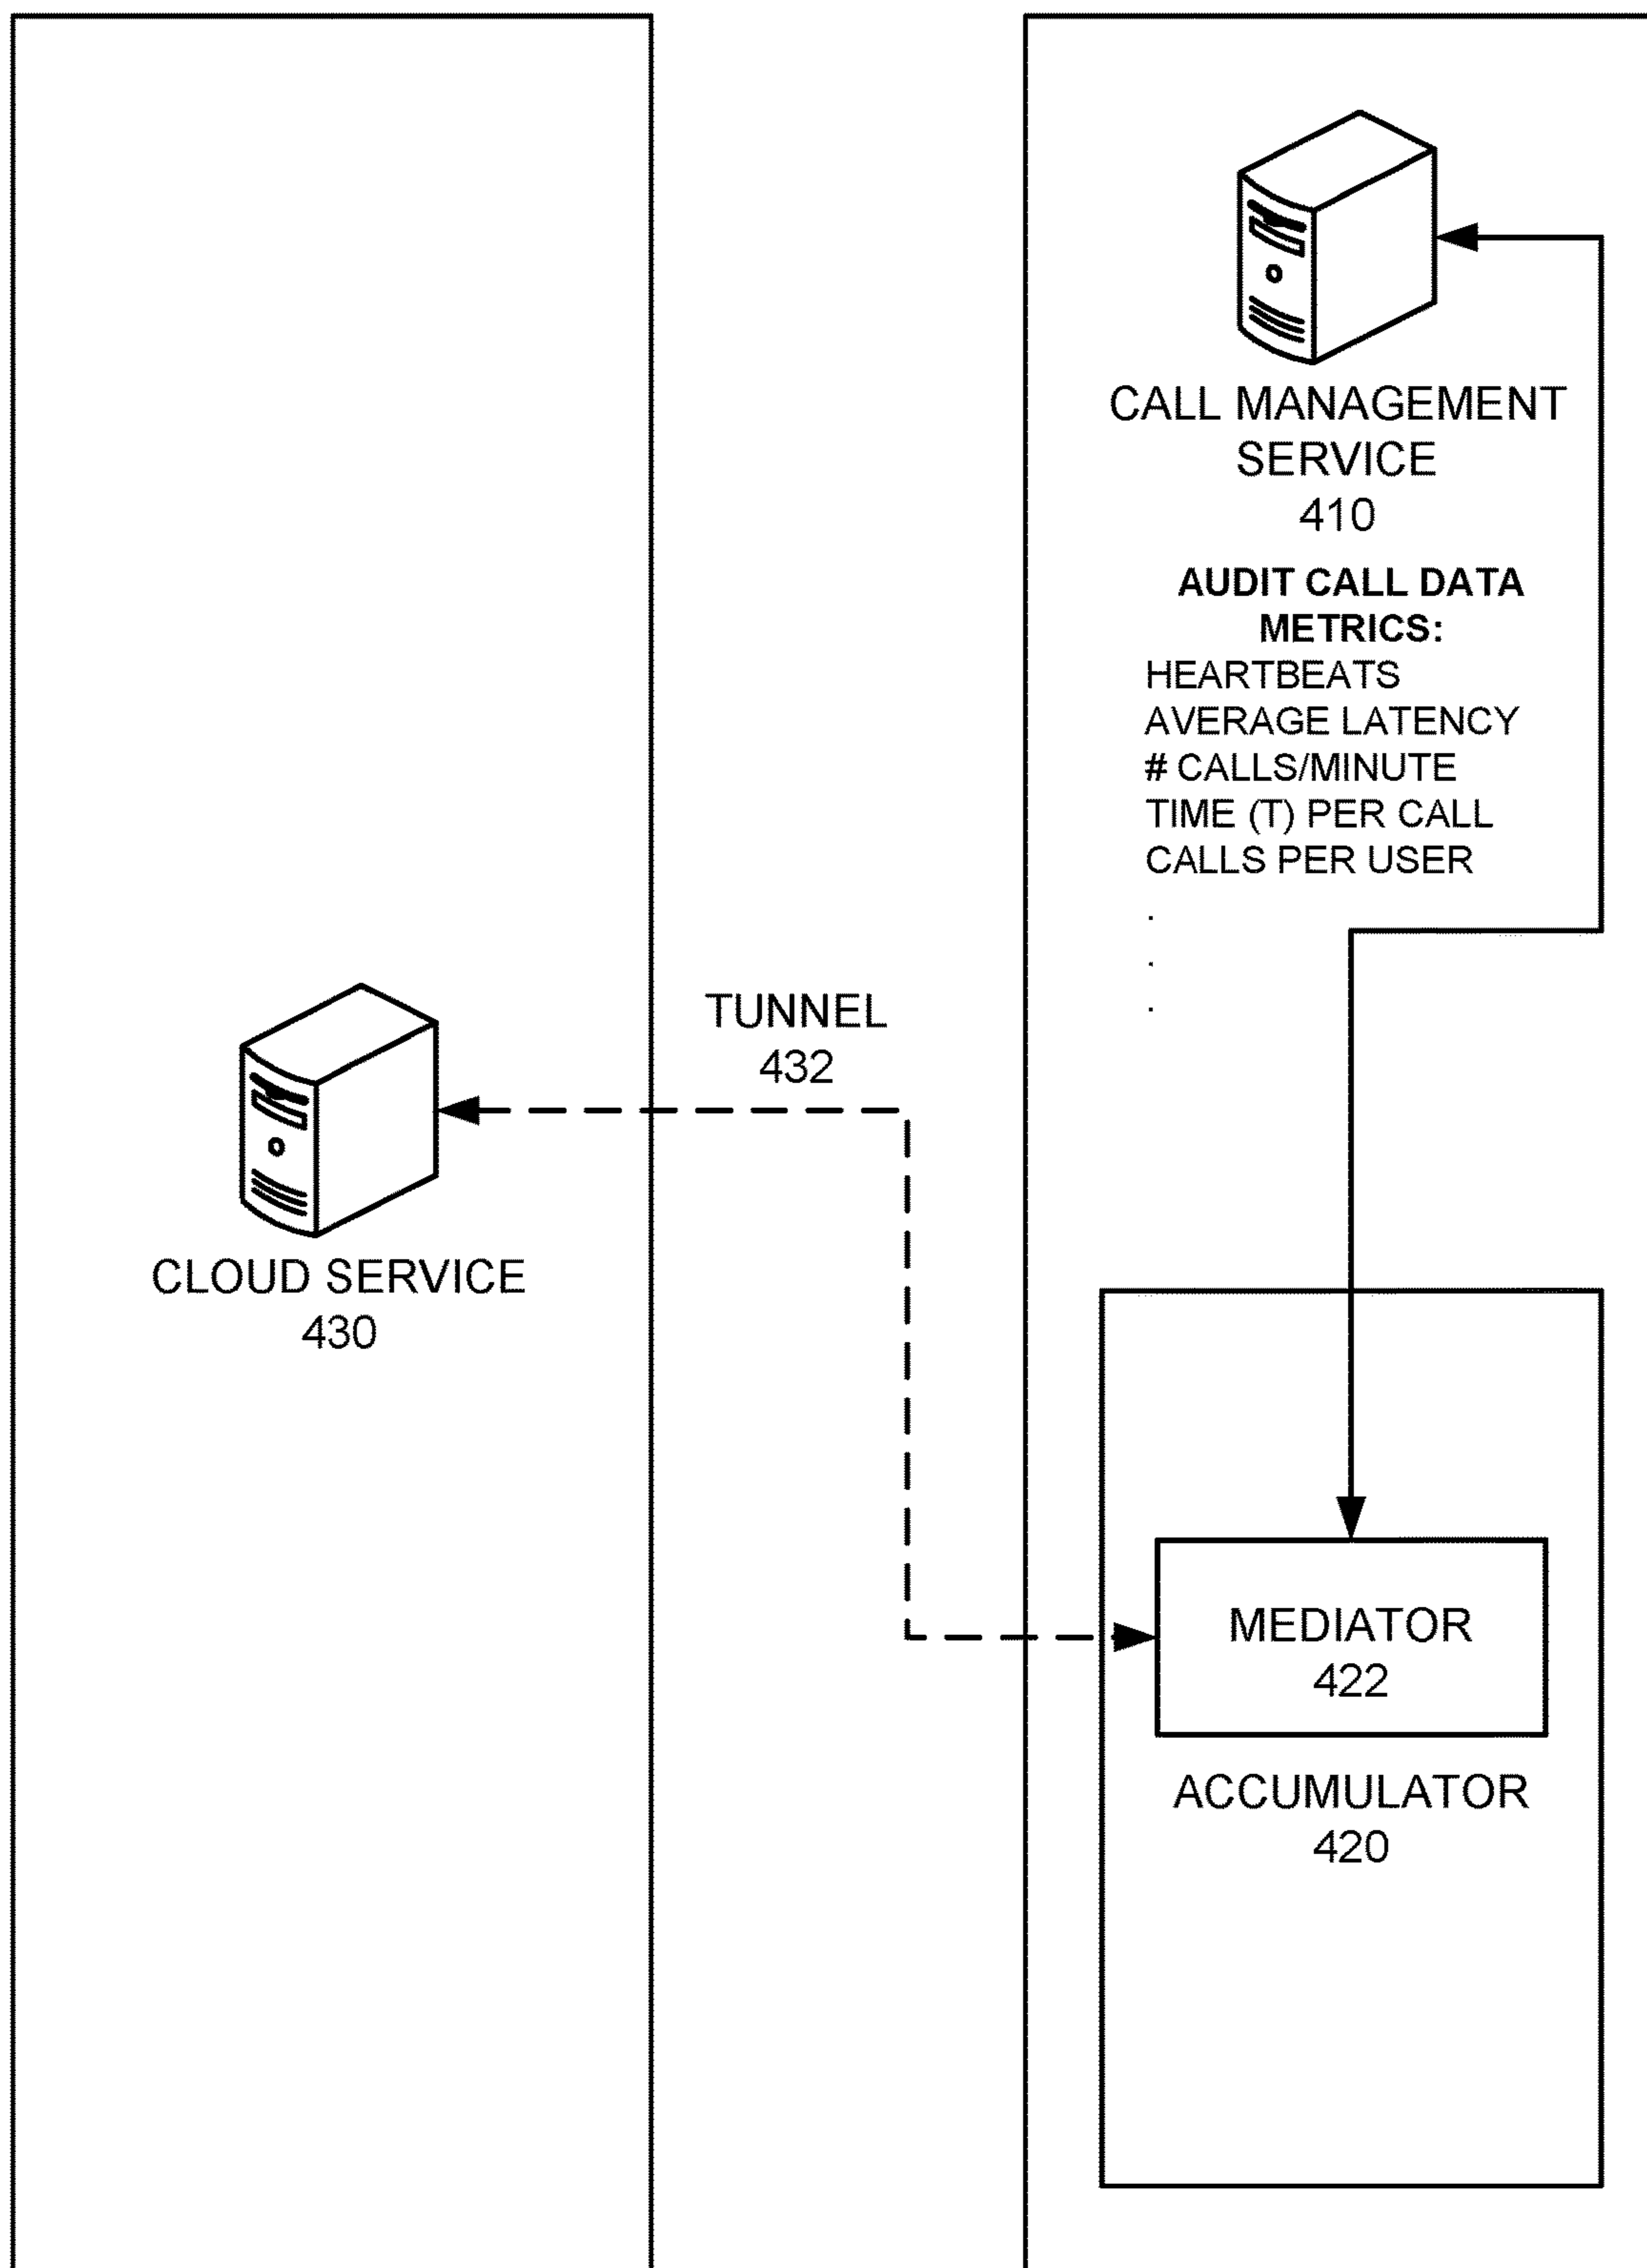 CALL MANAGEMENT
SERVICE
410
AUDIT CALL DATA
METRICS:
HEARTBEATS
AVERAGE LATENCY
# CALLS/MINUTE
TIME (T) PER CALL
CALLS PER USER
.
.
.
TUNNEL
432
CLOUD SERVICE
430
MEDIATOR
422
ACCUMULATOR
420